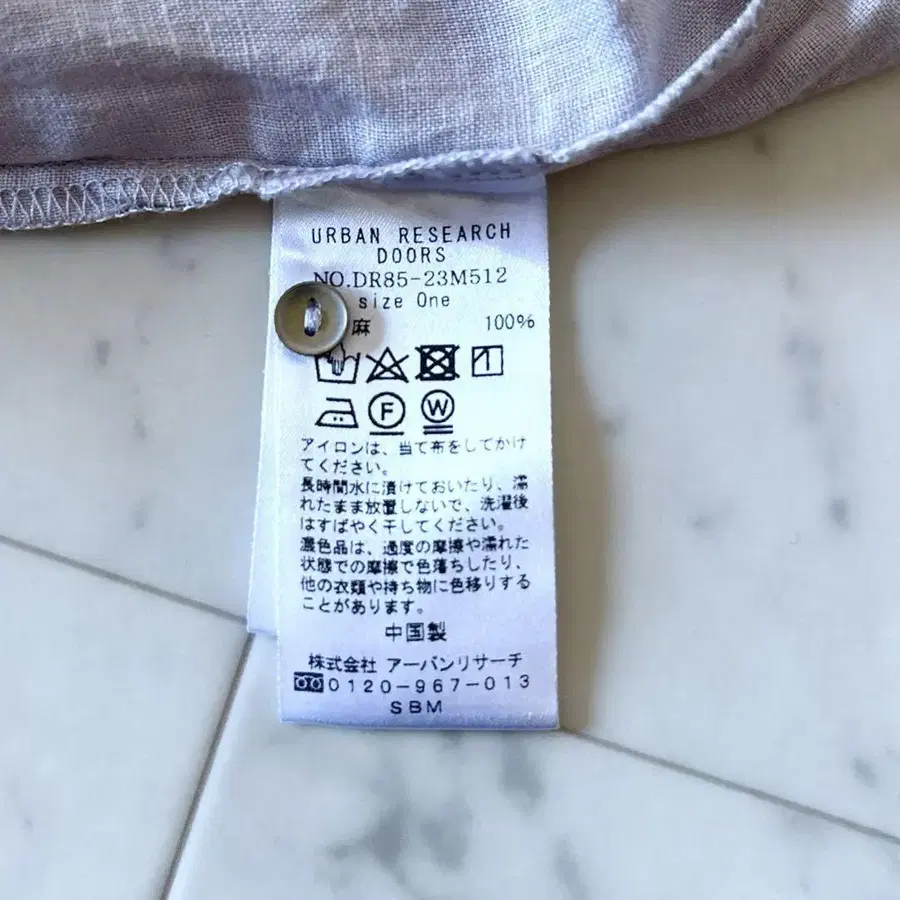 URBAN RESEARCH
DOORS
NO.DR85-23M512
size One
麻 100%
F W
アイロンは、当て布をしてかけ
てください。
長時間水に漬けておいたり、濡
れたまま放置しないで、洗濯後
はすばやく干してください。
濃色品は、過度の摩擦や濡れた
状態での摩擦で色落ちしたり、
他の衣類や持ち物に色移りする
ことがあります。
中国製
株式会社 アーバンリサーチ
0120-967-013
SBM